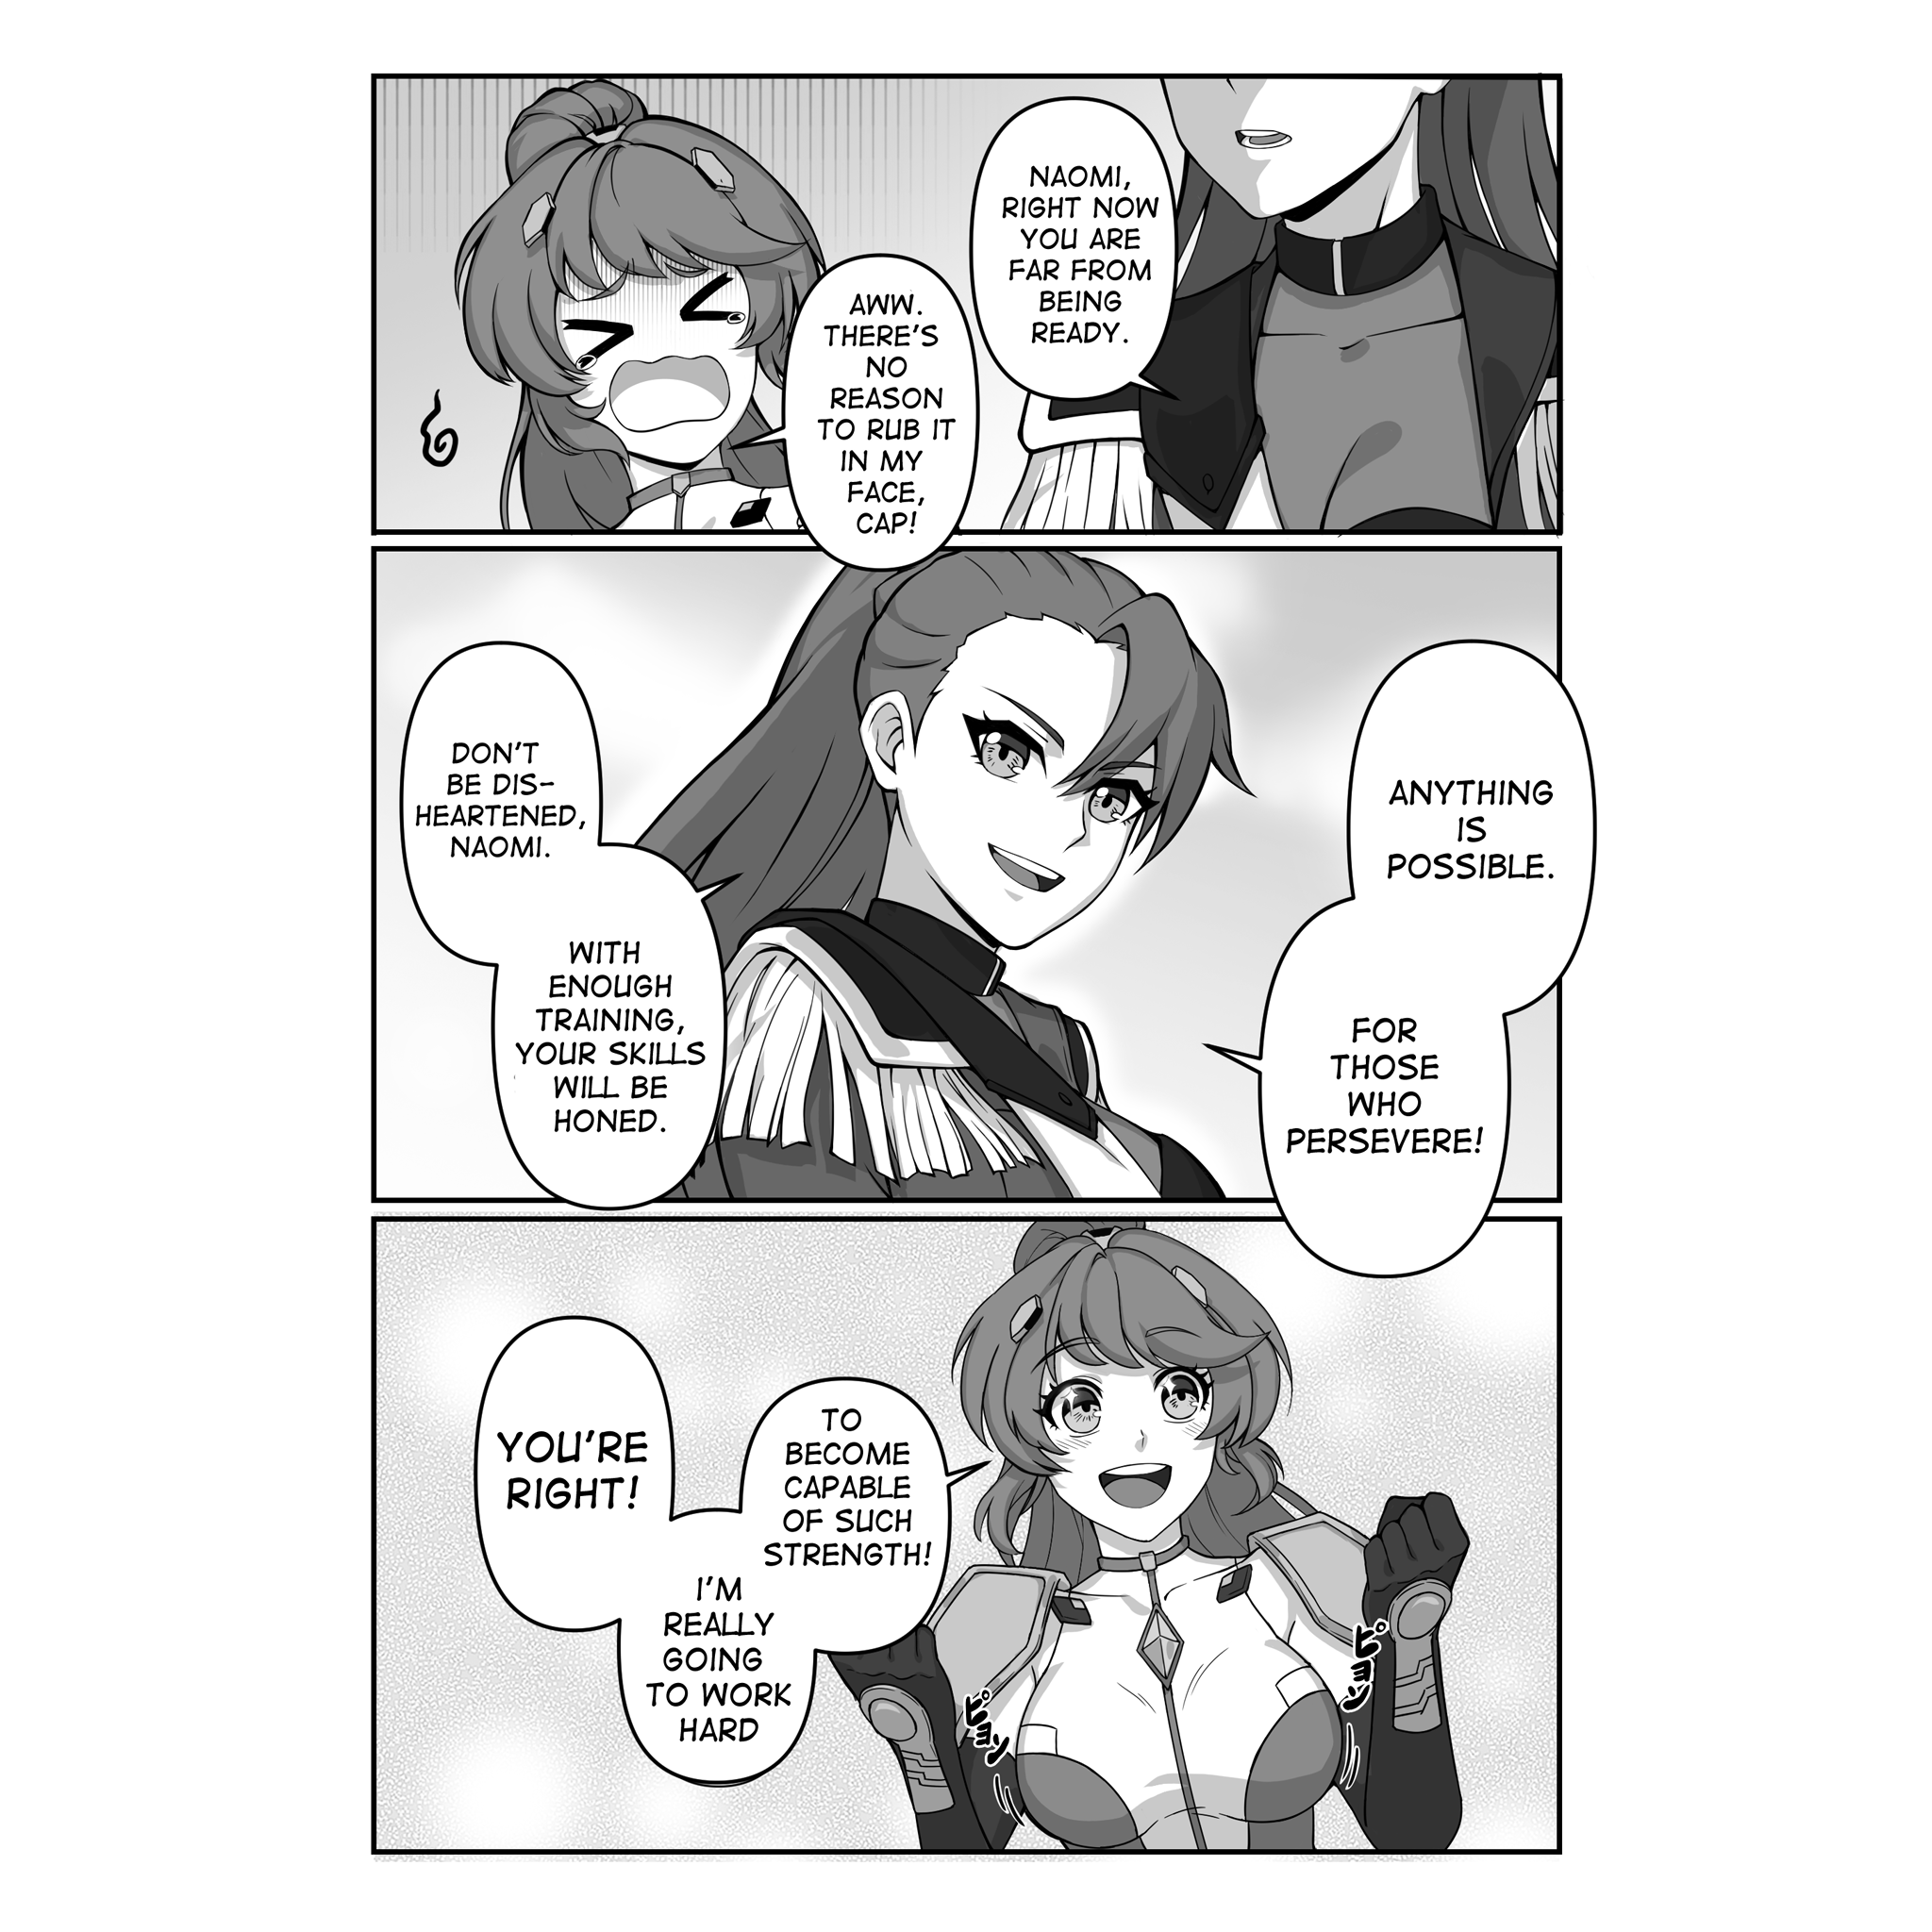 NAOMI,
RIGHT NOW
YOU ARE
FAR FROM
BEING
READY.
AWW.
THERE'S
NO
REASON
TO RUB IT
IN MY
FACE,
CAP!
DON'T
BE DIS-
HEARTENED,
NAOMI.
WITH
ENOUGH
TRAINING,
YOUR SKILLS
WILL BE
HONED.
ANYTHING
IS
POSSIBLE.
FOR
THOSE
WHO
PERSEVERE!
YOU'RE
RIGHT!
I'M
REALLY
GOING
TO WORK
HARD
TO
BECOME
CAPABLE
OF SUCH
STRENGTH!
ピョン
ピョン